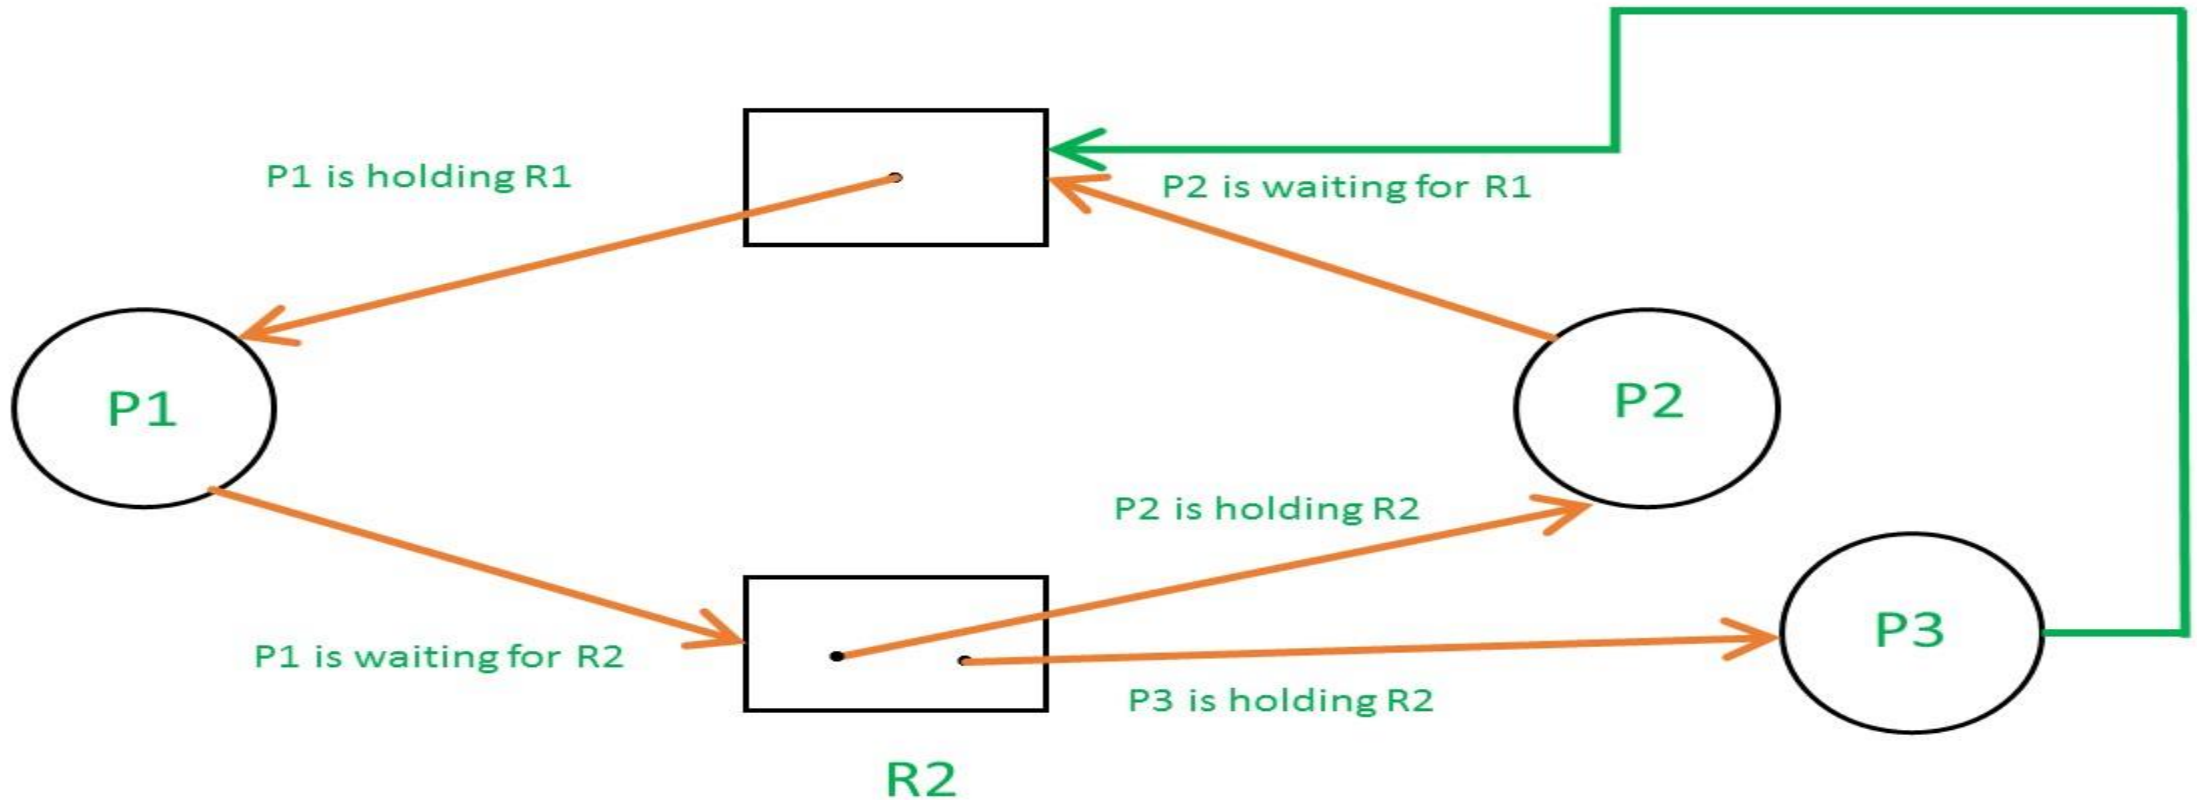 P1 is holding R1
P2 is waiting for R1
P1
P2
P2 is holding R2
P3
P1 is waiting for R2
P3 is holding R2
R2